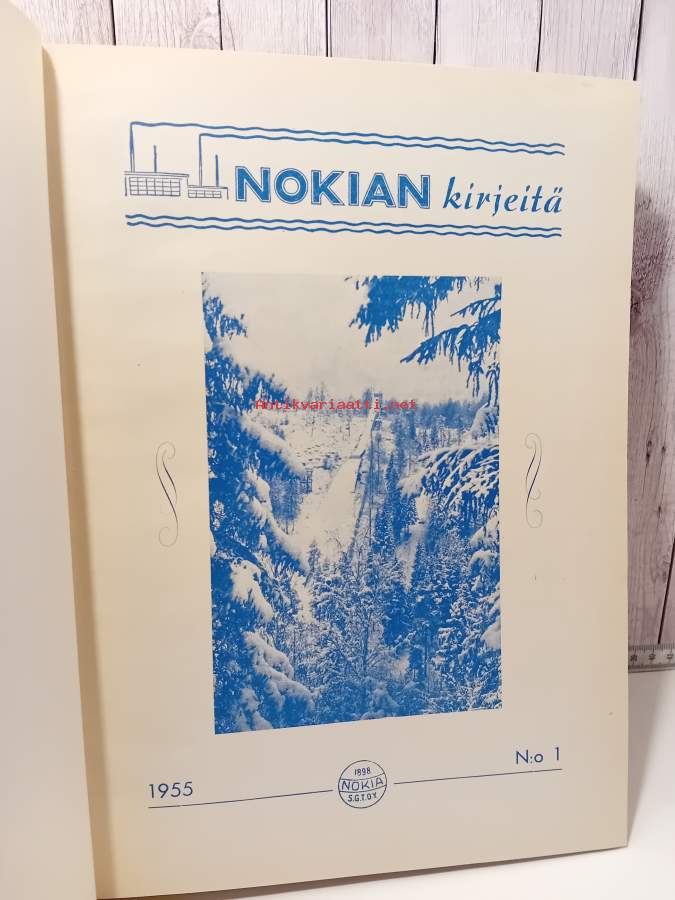 NOKIAN kirjeitä
Antikvariaatti.net
1955
1898
NOKIA
S.G.T.O.Y.
N:o 1